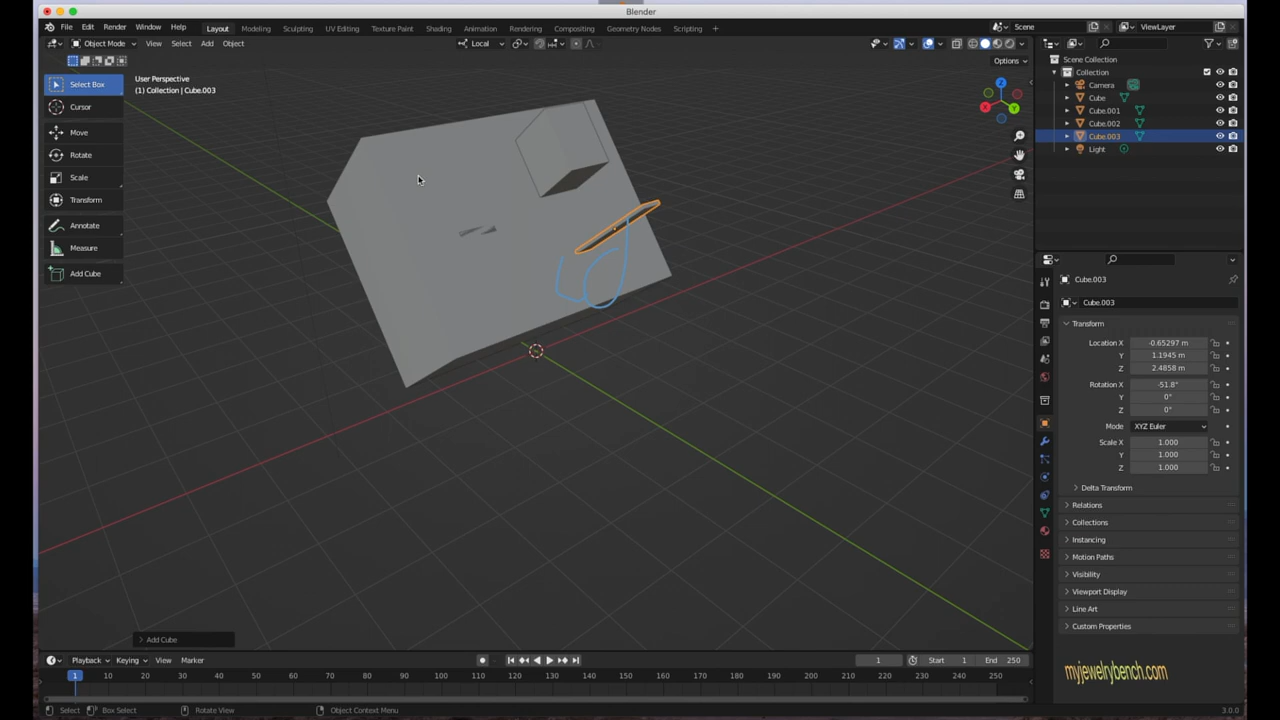 Blender
File Edit Render Window Help Layout Modeling Sculpting UV Editing Texture Paint Shading Animation Rendering Compositing Geometry Nodes Scripting + Scene ViewLayer
Object Mode View Select Add Object Local
Options
Select Box
Cursor
Move
Rotate
Scale
Transform
Annotate
Measure
Add Cube
User Perspective
(1) Collection | Cube.003
Z
X
Y
Scene Collection
Collection
Camera
Cube
Cube.001
Cube.002
Cube.003
Light
Cube.003
Cube.003
Transform
Location X -0.65297 m
Y 1.1945 m
Z 2.4858 m
Rotation X -51.8°
Y 0°
Z 0°
Mode XYZ Euler
Scale X 1.000
Y 1.000
Z 1.000
Delta Transform
Relations
Collections
Instancing
Motion Paths
Visibility
Viewport Display
Line Art
Custom Properties
Add Cube
Playback Keying View Marker 1 Start 1 End 250
1 10 20 30 40 50 60 70 80 90 100 110 120 130 140 150 160 170 180 190 200 210 220 230 240 250
myjewelrybench.com
Select Box Select Rotate View Object Context Menu 3.0.0